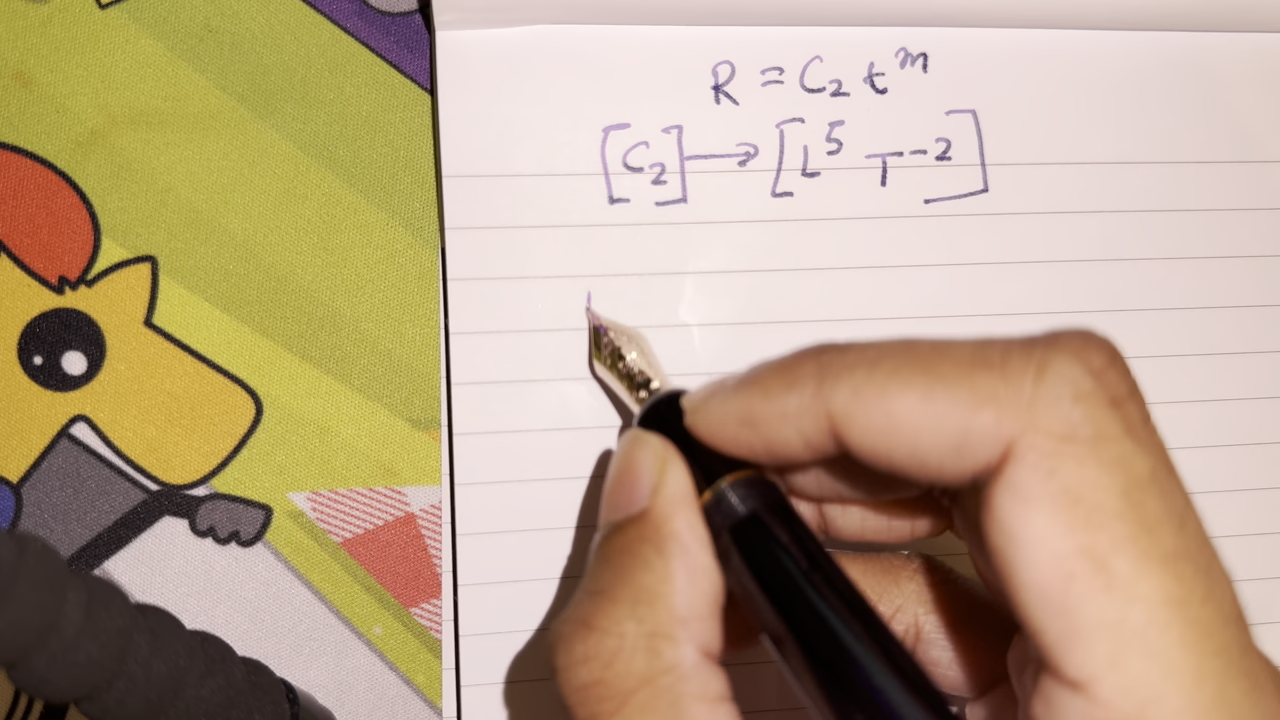 R = C₂ t^m
[C₂] → [L⁵ T⁻²]